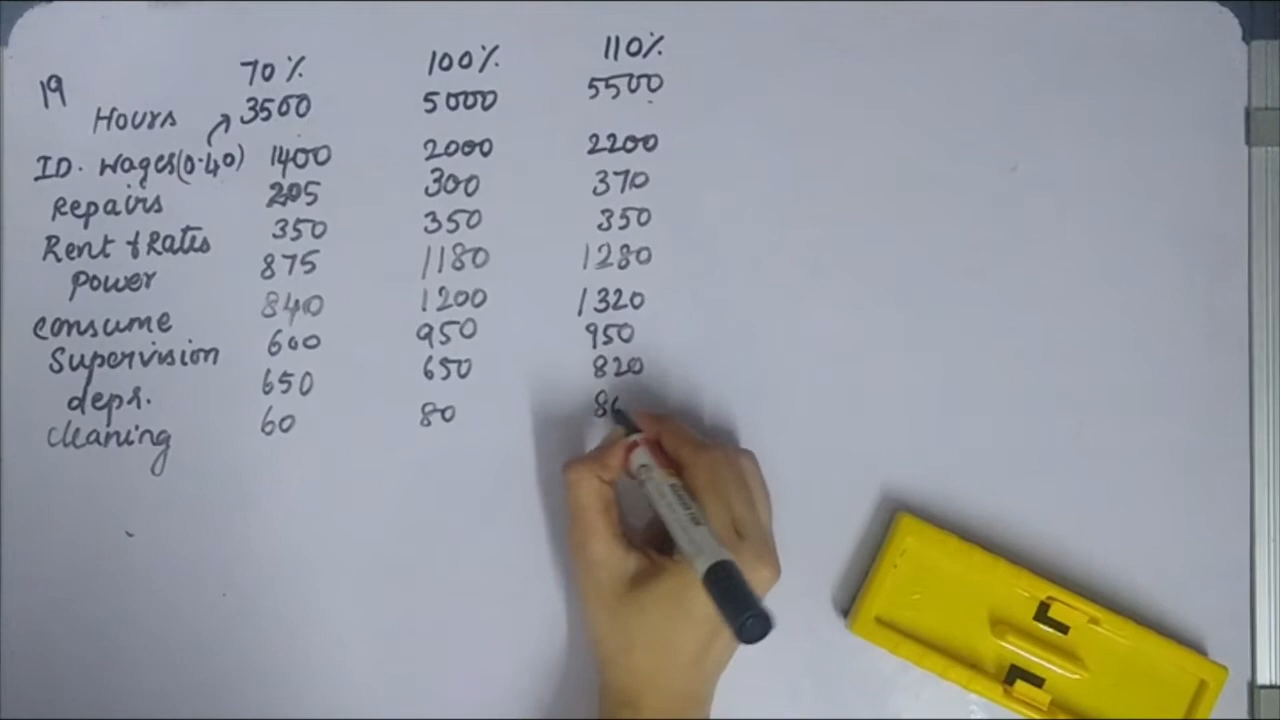 19 70% 100% 110%
Hours 3500 5000 5500
ID. wages(0.40) 1400 2000 2200
Repairs 205 300 370
Rent & Rates 350 350 350
Power 875 1180 1280
consume 840 1200 1320
Supervision 600 950 950
depr. 650 650 820
cleaning 60 80